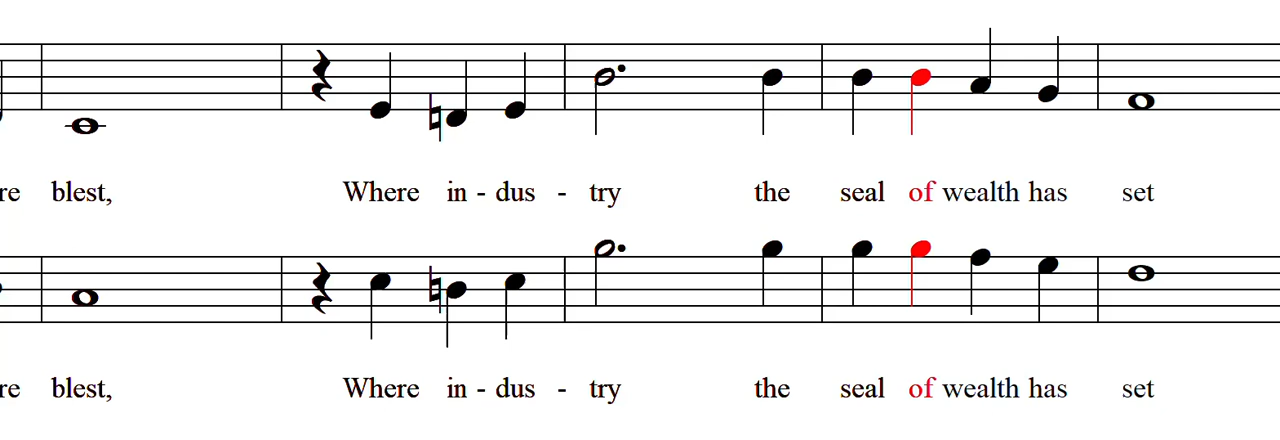 re blest, Where in - dus - try the seal of wealth has set
re blest, Where in - dus - try the seal of wealth has set